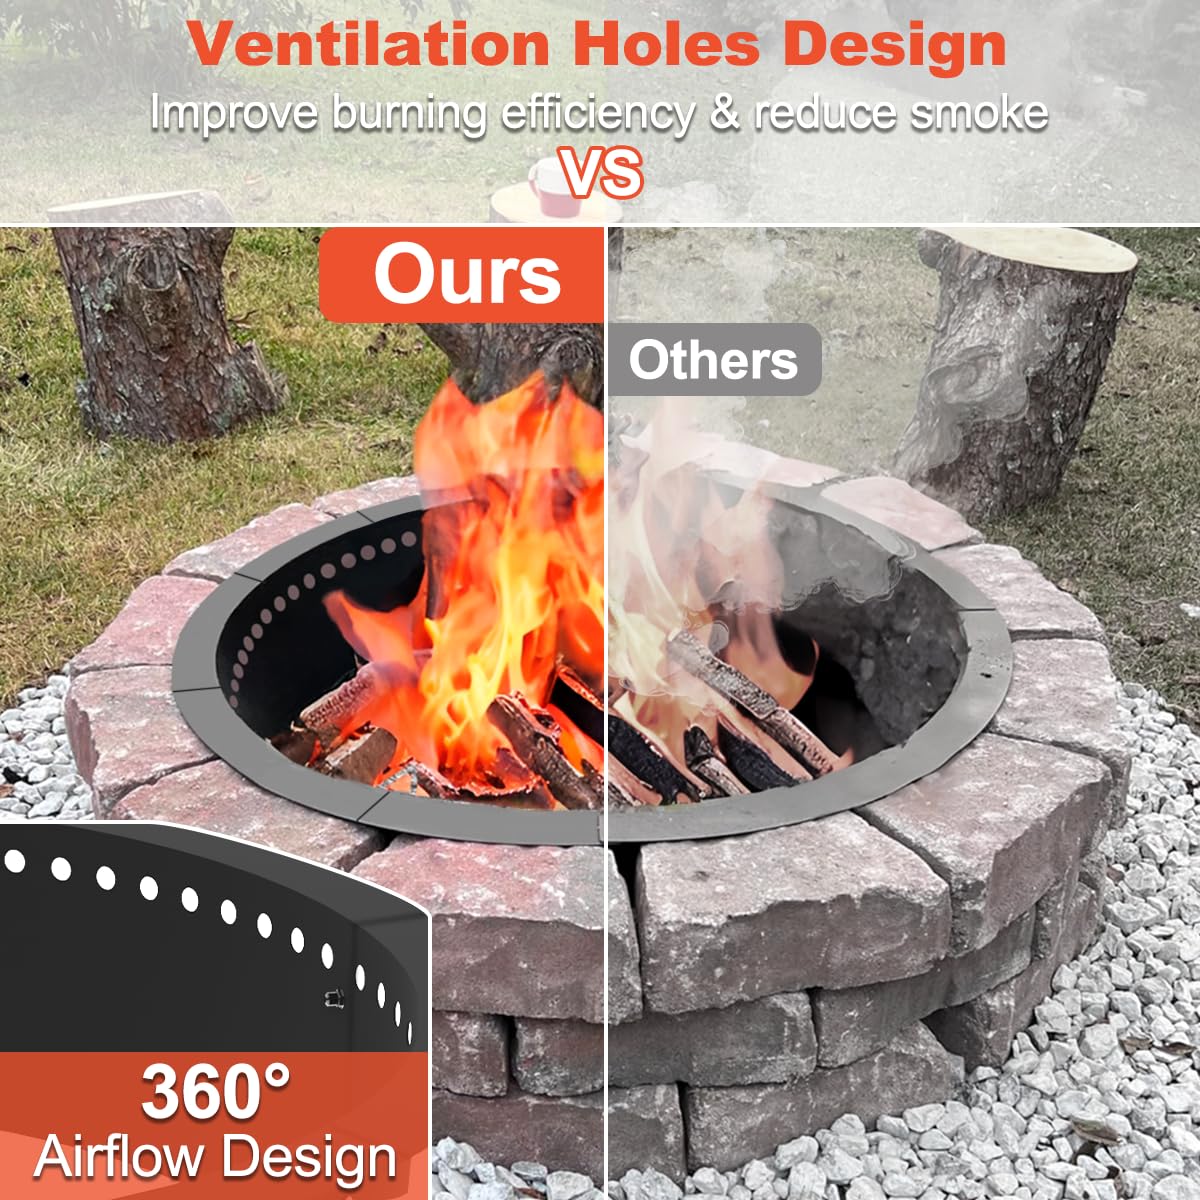 Ventilation Holes Design
Improve burning efficiency & reduce smoke
VS
Ours
Others
360°
Airflow Design